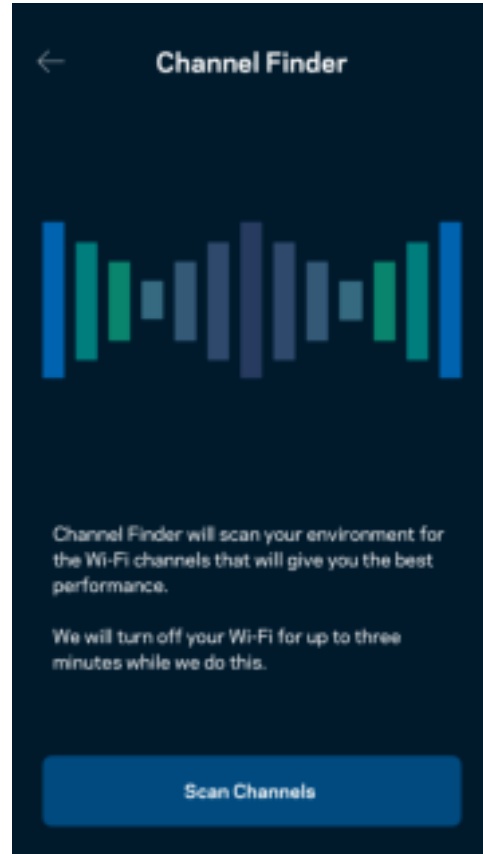 Channel Finder
Channel Finder will scan your environment for
the Wi-Fi channels that will give you the best
performance.
We will turn off your Wi-Fi for up to three
minutes while we do this.
Scan Channels